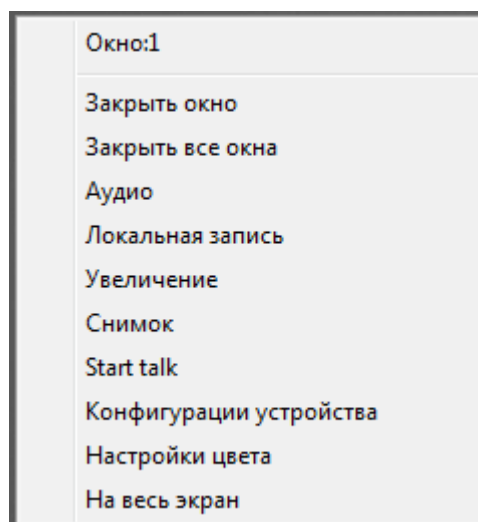 Окно:1
Закрыть окно
Закрыть все окна
Аудио
Локальная запись
Увеличение
Снимок
Start talk
Конфигурации устройства
Настройки цвета
На весь экран